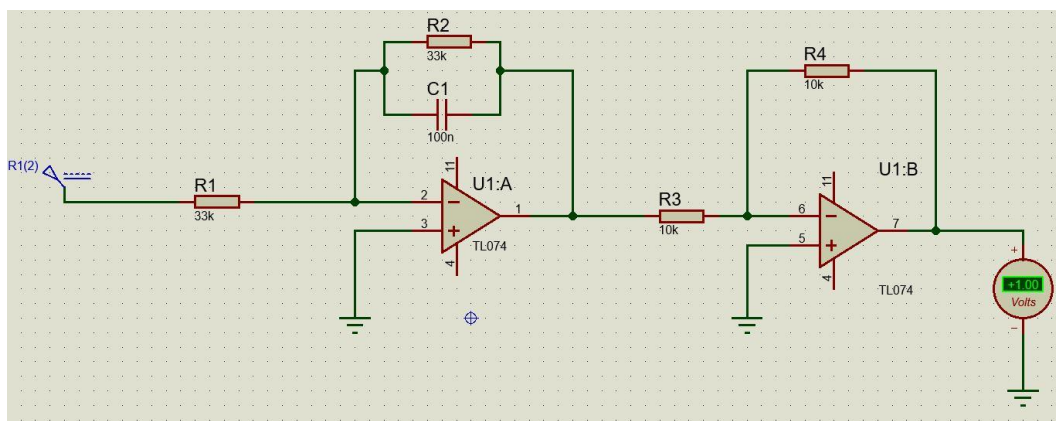 R2
33k
C1
100n
R4
10k
R1(2)
R1
33k
11
U1:A
2
3
1
4
TL074
R3
10k
11
U1:B
6
5
7
4
TL074
+
+1.00
Volts
−